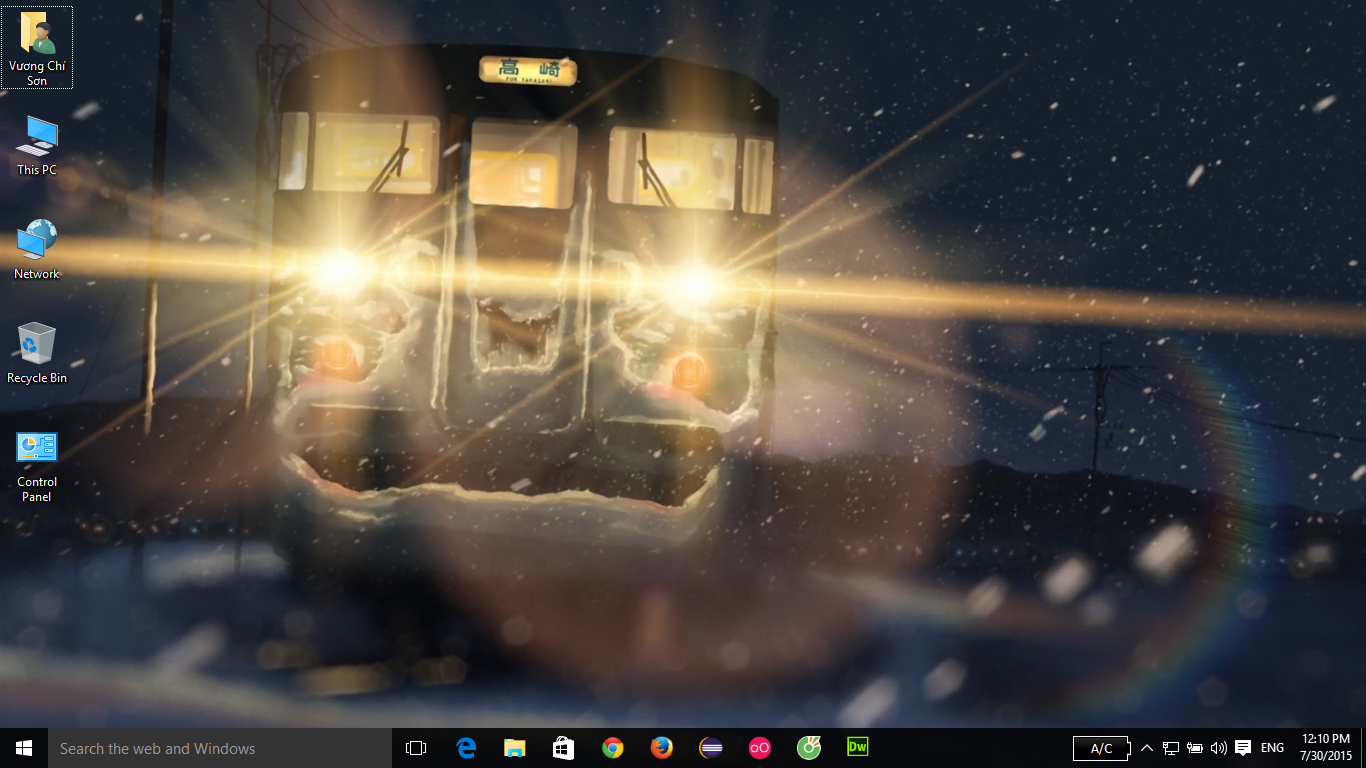 高 崎
FOR TAKASAKI
Vương Chí
Sơn
This PC
Network
Recycle Bin
Control
Panel
Search the web and Windows
Dw
A/C
ENG
12:10 PM
7/30/2015